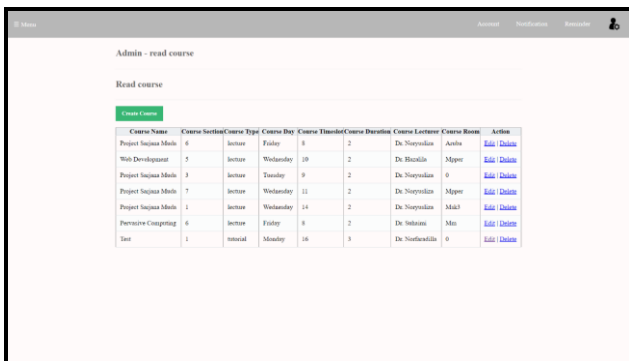 ☰ Menu Account Notification Reminder
Admin - read course
Read course
Create Course
Course Name Course Section Course Type Course Day Course Timeslot Course Duration Course Lecturer Course Room Action
Project Sarjana Muda 6 lecture Friday 8 2 Dr. Noryusliza Edit | Delete
Web Development 5 lecture Wednesday 10 2 Dr. Hazalila Mpper Edit | Delete
Project Sarjana Muda 3 lecture Tuesday 9 2 Dr. Noryusliza 0 Edit | Delete
Project Sarjana Muda 7 lecture Wednesday 11 2 Dr. Noryusliza Mpper Edit | Delete
Project Sarjana Muda 1 lecture Wednesday 14 2 Dr. Noryusliza Mak3 Edit | Delete
Pervasive Computing 6 lecture Friday 8 2 Dr. Mm Edit | Delete
Test 1 tutorial Monday 16 3 Dr. Norfaradilla 0 Edit | Delete